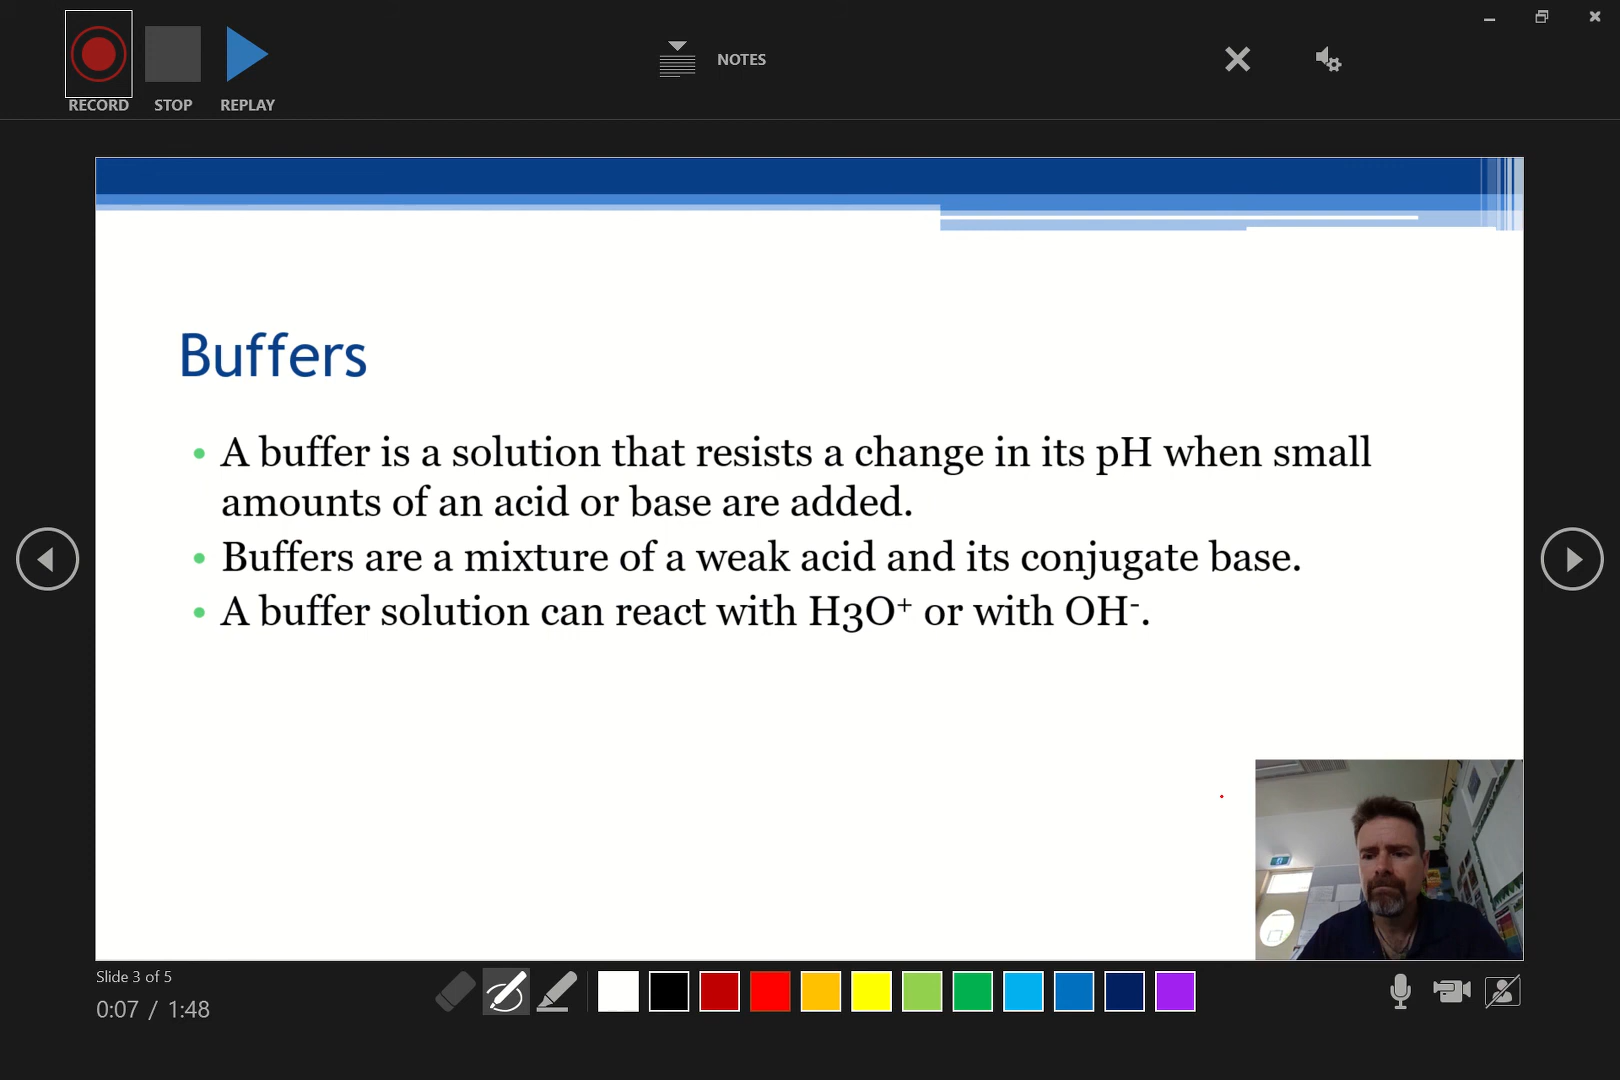 RECORD
STOP
REPLAY
NOTES
Buffers
• A buffer is a solution that resists a change in its pH when small
amounts of an acid or base are added.
• Buffers are a mixture of a weak acid and its conjugate base.
• A buffer solution can react with H3O⁺ or with OH⁻.
Slide 3 of 5
0:07 / 1:48